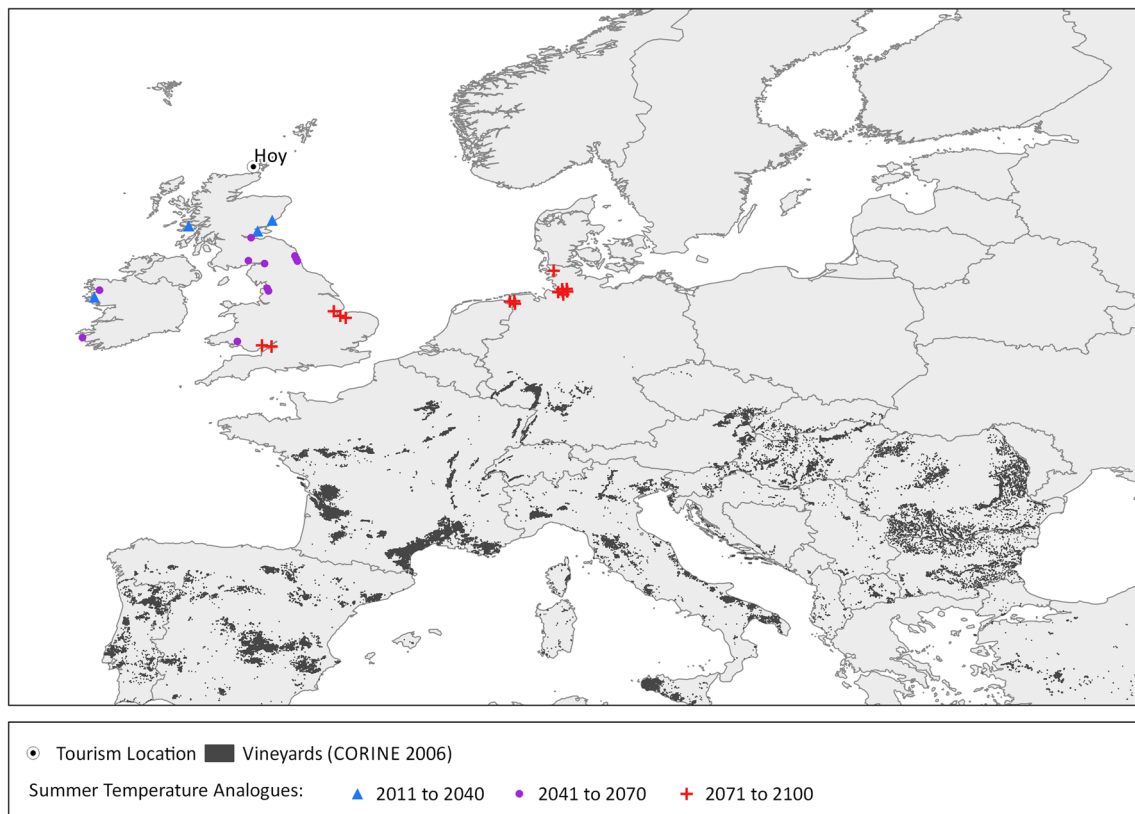 Hoy
Tourism Location Vineyards (CORINE 2006)
Summer Temperature Analogues: 2011 to 2040 2041 to 2070 2071 to 2100